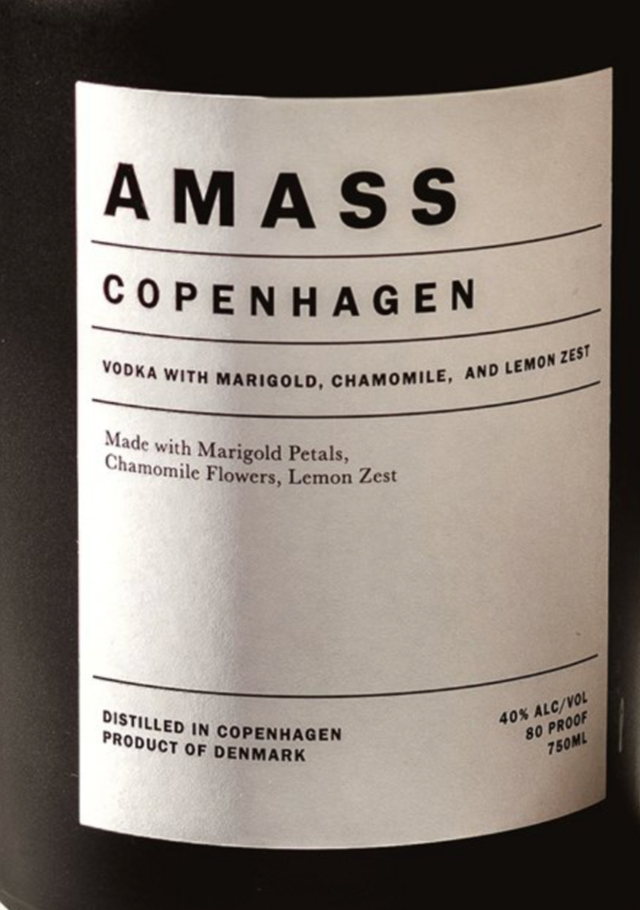 AMASS
COPENHAGEN
VODKA WITH MARIGOLD, CHAMOMILE, AND LEMON ZEST
Made with Marigold Petals,
Chamomile Flowers, Lemon Zest
DISTILLED IN COPENHAGEN
PRODUCT OF DENMARK
40% ALC/VOL
80 PROOF
750ML